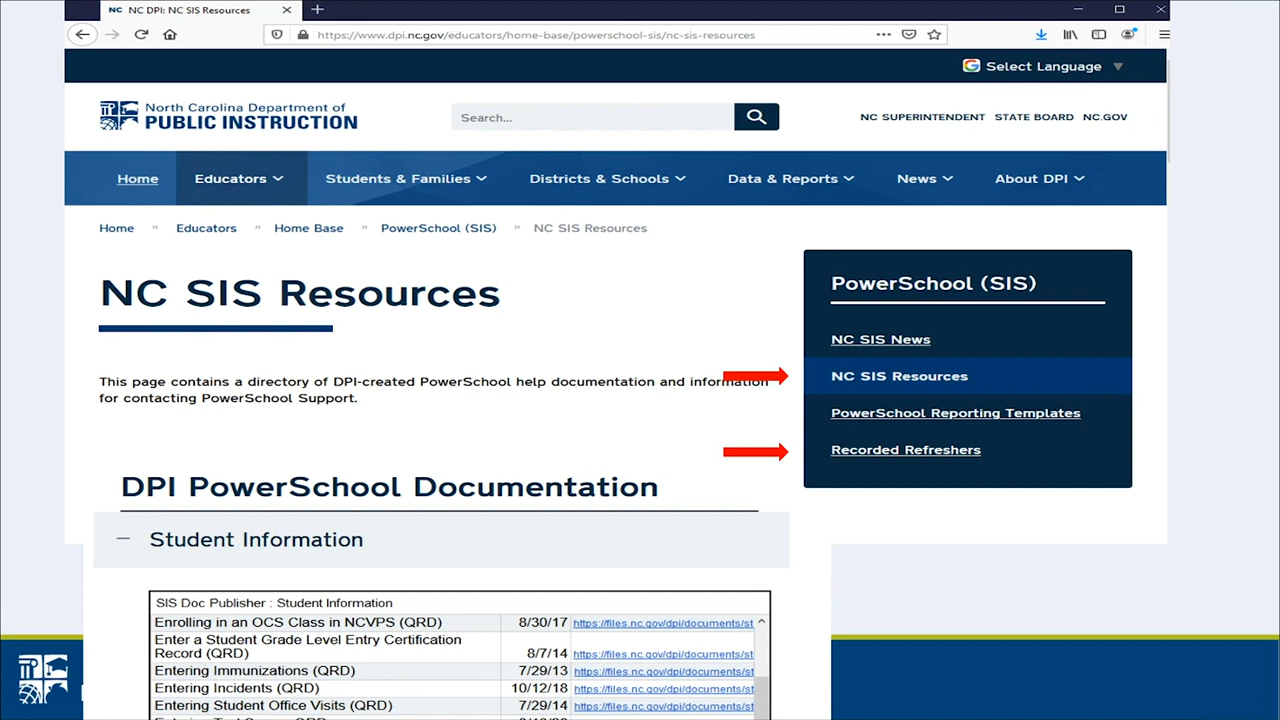 NC NC DPI: NC SIS Resources
https://www.dpi.nc.gov/educators/home-base/powerschool-sis/nc-sis-resources
G Select Language
North Carolina Department of
PUBLIC INSTRUCTION
Search...
NC SUPERINTENDENT STATE BOARD NC.GOV
Home Educators Students & Families Districts & Schools Data & Reports News About DPI
Home » Educators » Home Base » PowerSchool (SIS) » NC SIS Resources
NC SIS Resources
This page contains a directory of DPI-created PowerSchool help documentation and information
for contacting PowerSchool Support.
PowerSchool (SIS)
NC SIS News
NC SIS Resources
PowerSchool Reporting Templates
Recorded Refreshers
DPI PowerSchool Documentation
Student Information
SIS Doc Publisher : Student Information
Enrolling in an OCS Class in NCVPS (QRD) 8/30/17 https://files.nc.gov/dpi/documents/st
Enter a Student Grade Level Entry Certification
Record (QRD) 8/7/14 https://files.nc.gov/dpi/documents/st
Entering Immunizations (QRD) 7/29/13 https://files.nc.gov/dpi/documents/st
Entering Incidents (QRD) 10/12/18 https://files.nc.gov/dpi/documents/st
Entering Student Office Visits (QRD) 7/29/14 https://files.nc.gov/dpi/documents/st